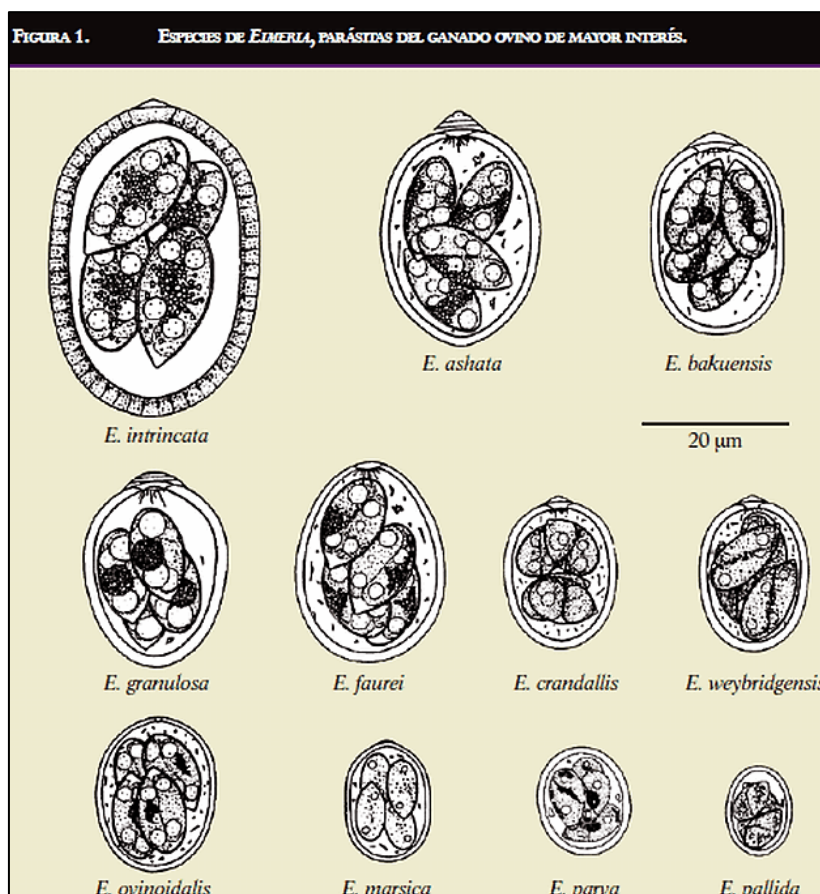 FIGURA 1. ESPECIES DE EIMERIA, PARÁSITAS DEL GANADO OVINO DE MAYOR INTERÉS.
E. ashata
E. bakuensis
E. intrincata
20 µm
E. granulosa
E. faurei
E. crandallis
E. weybridgensis
E. ovinoidalis
E. marsica
E. parva
E. pallida